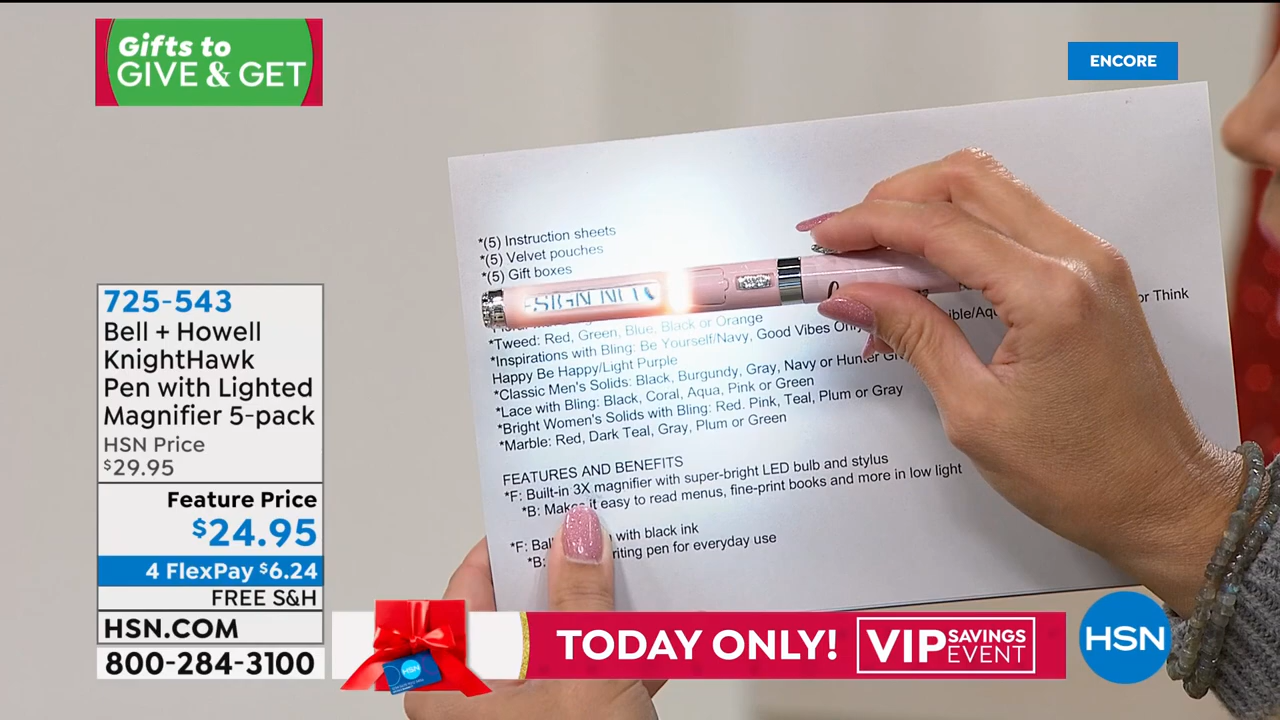 Gifts to
GIVE & GET
ENCORE
725-543
Bell + Howell
KnightHawk
Pen with Lighted
Magnifier 5-pack
HSN Price
$29.95
Feature Price
$24.95
4 FlexPay $6.24
FREE S&H
HSN.COM
800-284-3100
*(5) Instruction sheets
*(5) Velvet pouches
*(5) Gift boxes
or Think
*Tweed: Red, Green, Blue, Black or Orange
*Inspirations with Bling: Be Yourself/Navy, Good Vibes Only
Happy Be Happy/Light Purple
*Classic Men's Solids: Black, Burgundy, Gray, Navy or Hunter
*Lace with Bling: Black, Coral, Aqua, Pink or Green
*Bright Women's Solids with Bling: Red. Pink, Teal, Plum or Gray
*Marble: Red, Dark Teal, Gray, Plum or Green
FEATURES AND BENEFITS
*F: Built-in 3X magnifier with super-bright LED bulb and stylus
*B: Makes it easy to read menus, fine-print books and more in low light
*F: with black ink
*B: pen for everyday use
TODAY ONLY!
VIP SAVINGS EVENT
HSN
HSN